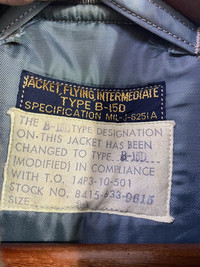 JACKET, FLYING, INTERMEDIATE
TYPE B-15D
SPECIFICATION MIL-J-6251A
THE B-15D TYPE DESIGNATION
ON THIS JACKET HAS BEEN
CHANGED TO TYPE. B-15D
(MODIFIED) IN COMPLIANCE
WITH T.O. 14P3-10-501
STOCK NO. 8415-633-9615
SIZE